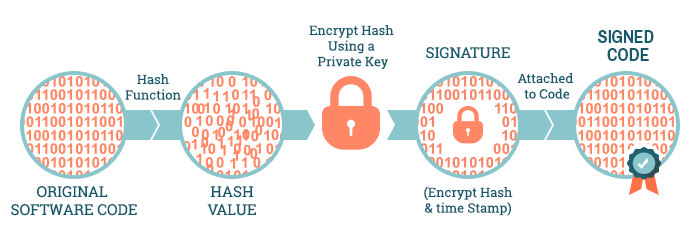 Encrypt Hash
Using a
Private Key
SIGNATURE
SIGNED
CODE
Hash
Function
Attached
to Code
ORIGINAL
SOFTWARE CODE
HASH
VALUE
(Encrypt Hash
& time Stamp)